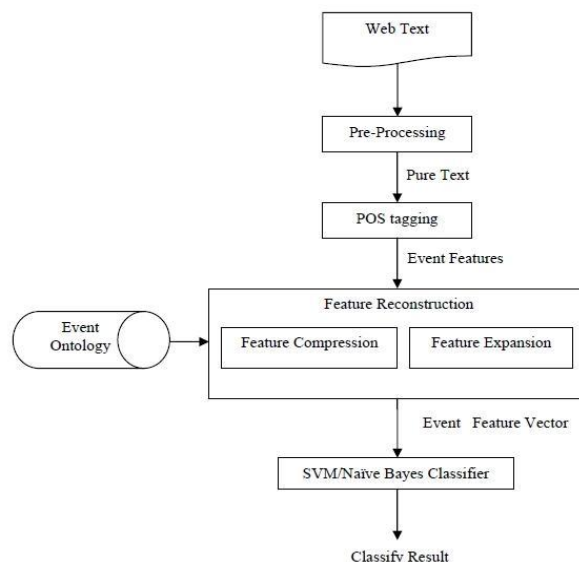 Web Text
Pre-Processing
Pure Text
POS tagging
Event Features
Feature Reconstruction
Event
Ontology
Feature Compression
Feature Expansion
Event Feature Vector
SVM/Naïve Bayes Classifier
Classify Result